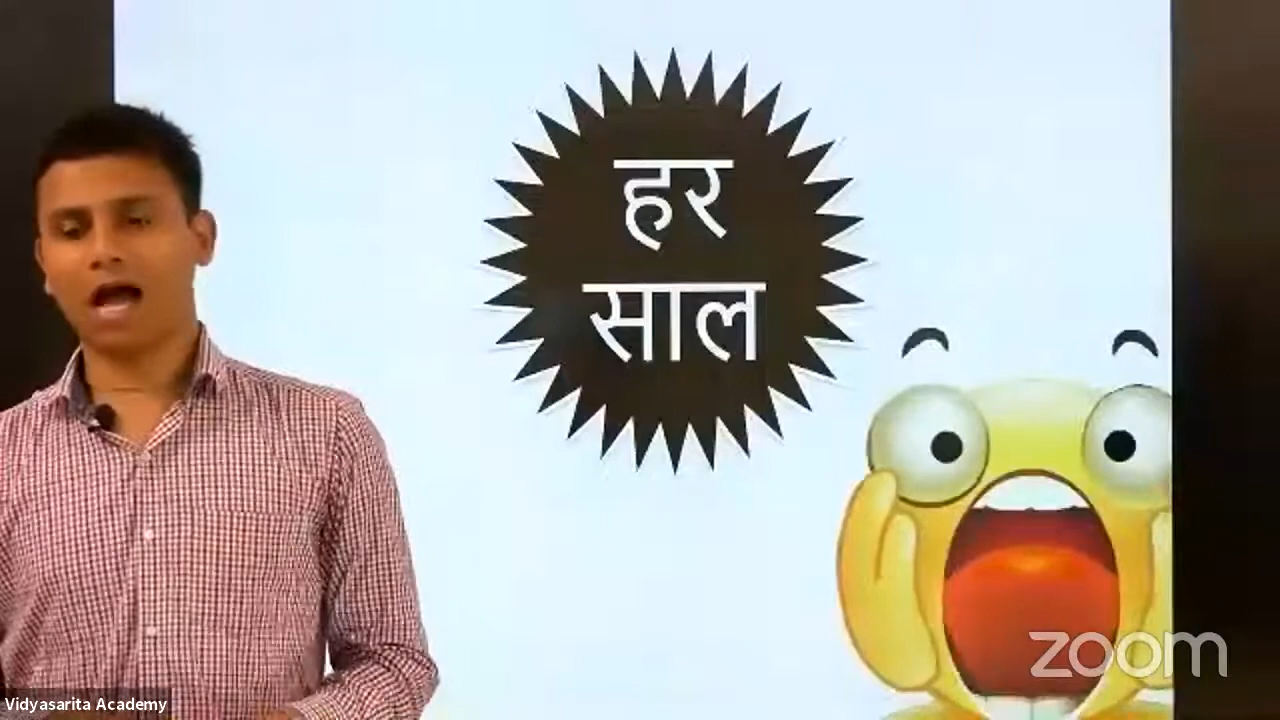 हर
साल
zoom
Vidyasarita Academy